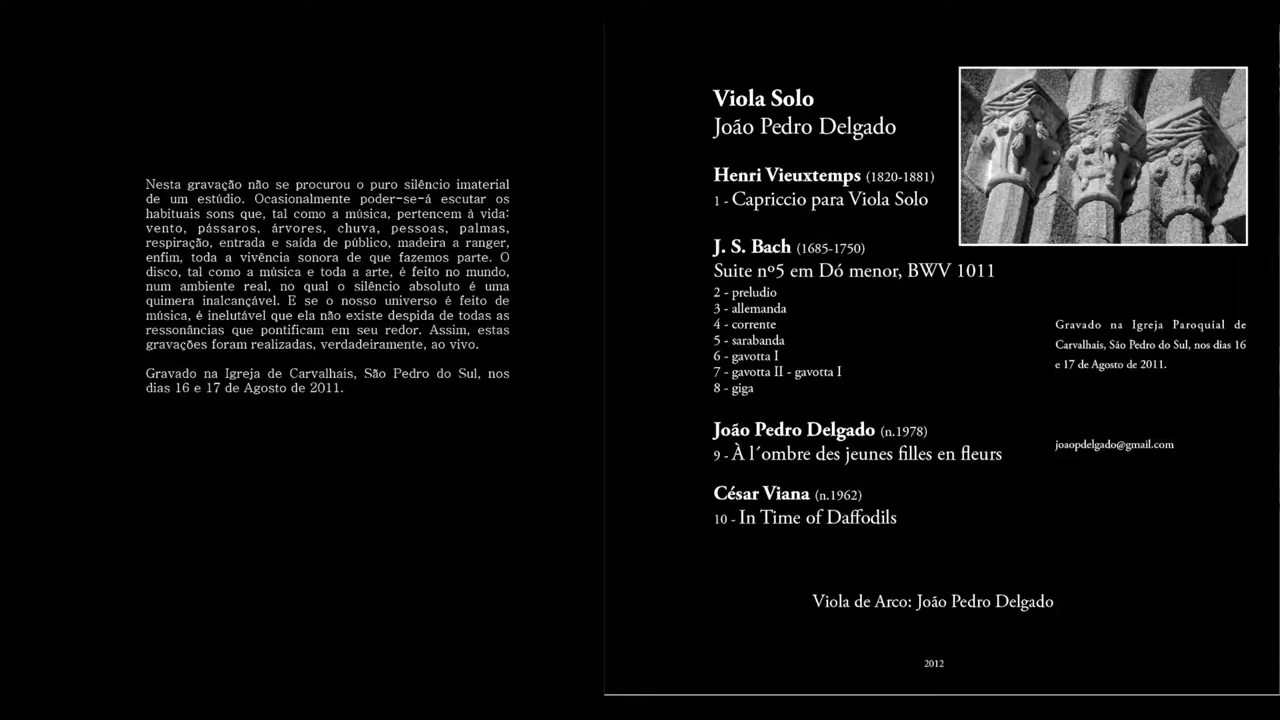 Nesta gravação não se procurou o puro silêncio imaterial
de um estúdio. Ocasionalmente poder-se-á escutar os
habituais sons que, tal como a música, pertencem à vida:
vento, pássaros, árvores, chuva, pessoas, palmas,
respiração, entrada e saída de público, madeira a ranger,
enfim, toda a vivência sonora de que fazemos parte. O
disco, tal como a música e toda a arte, é feito no mundo,
num ambiente real, no qual o silêncio absoluto é uma
quimera inalcançável. E se o nosso universo é feito de
música, é inelutável que ela não existe despida de todas as
ressonâncias que pontificam em seu redor. Assim, estas
gravações foram realizadas, verdadeiramente, ao vivo.
Gravado na Igreja de Carvalhais, São Pedro do Sul, nos
dias 16 e 17 de Agosto de 2011.
Viola Solo
João Pedro Delgado
Henri Vieuxtemps (1820-1881)
1 - Capriccio para Viola Solo
J. S. Bach (1685-1750)
Suite nº5 em Dó menor, BWV 1011
2 - preludio
3 - allemanda
4 - corrente
5 - sarabanda
6 - gavotta I
7 - gavotta II - gavotta I
8 - giga
João Pedro Delgado (n.1978)
9 - À l´ombre des jeunes filles en fleurs
César Viana (n.1962)
10 - In Time of Daffodils
Gravado na Igreja Paroquial de
Carvalhais, São Pedro do Sul, nos dias 16
e 17 de Agosto de 2011.
joaopdelgado@gmail.com
Viola de Arco: João Pedro Delgado
2012